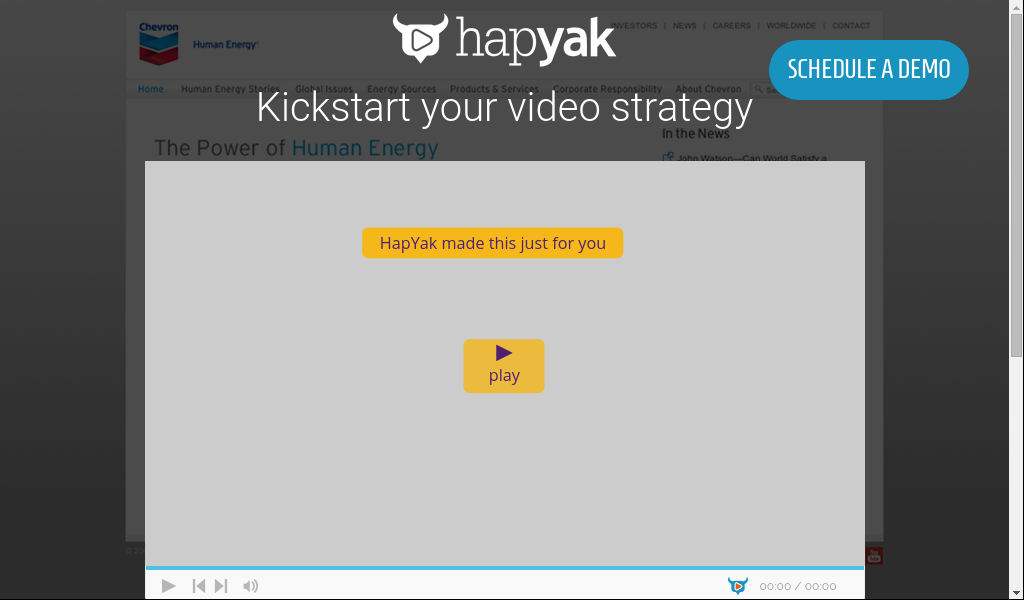 Chevron
Human Energy
hapyak
INVESTORS | NEWS | CAREERS | WORLDWIDE | CONTACT
SCHEDULE A DEMO
Home Human Energy Stories Global Issues Energy Sources Products & Services Corporate Responsibility About Chevron
Kickstart your video strategy
In the News
The Power of Human Energy
John Watson—Can World Satisfy a
HapYak made this just for you
play
You
Tube
00:00 / 00:00